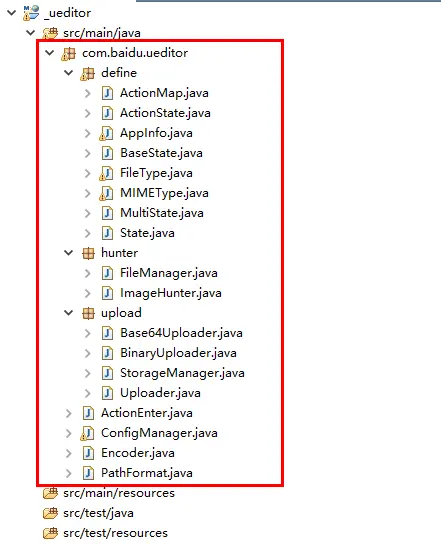 _ueditor
src/main/java
com.baidu.ueditor
define
ActionMap.java
ActionState.java
AppInfo.java
BaseState.java
FileType.java
MIMEType.java
MultiState.java
State.java
hunter
FileManager.java
ImageHunter.java
upload
Base64Uploader.java
BinaryUploader.java
StorageManager.java
Uploader.java
ActionEnter.java
ConfigManager.java
Encoder.java
PathFormat.java
src/main/resources
src/test/java
src/test/resources